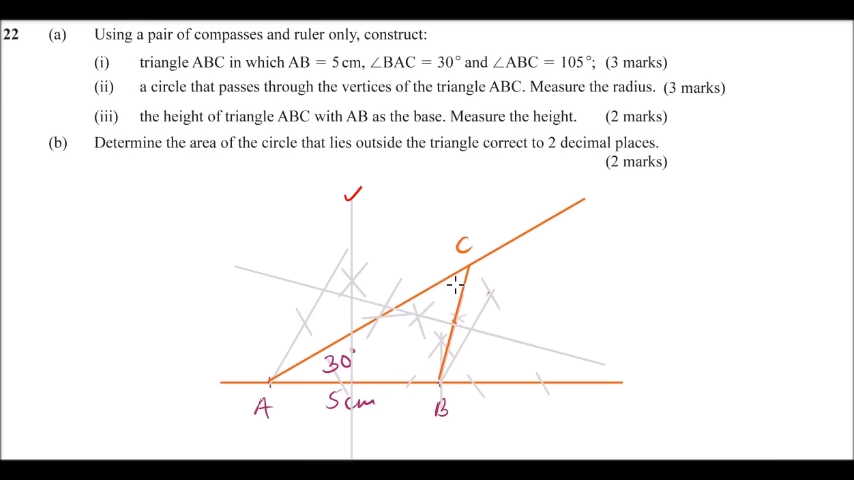 22 (a) Using a pair of compasses and ruler only, construct:
(i) triangle ABC in which AB = 5 cm, ∠BAC = 30° and ∠ABC = 105°; (3 marks)
(ii) a circle that passes through the vertices of the triangle ABC. Measure the radius. (3 marks)
(iii) the height of triangle ABC with AB as the base. Measure the height. (2 marks)
(b) Determine the area of the circle that lies outside the triangle correct to 2 decimal places.
(2 marks)
C
30°
A 5cm B